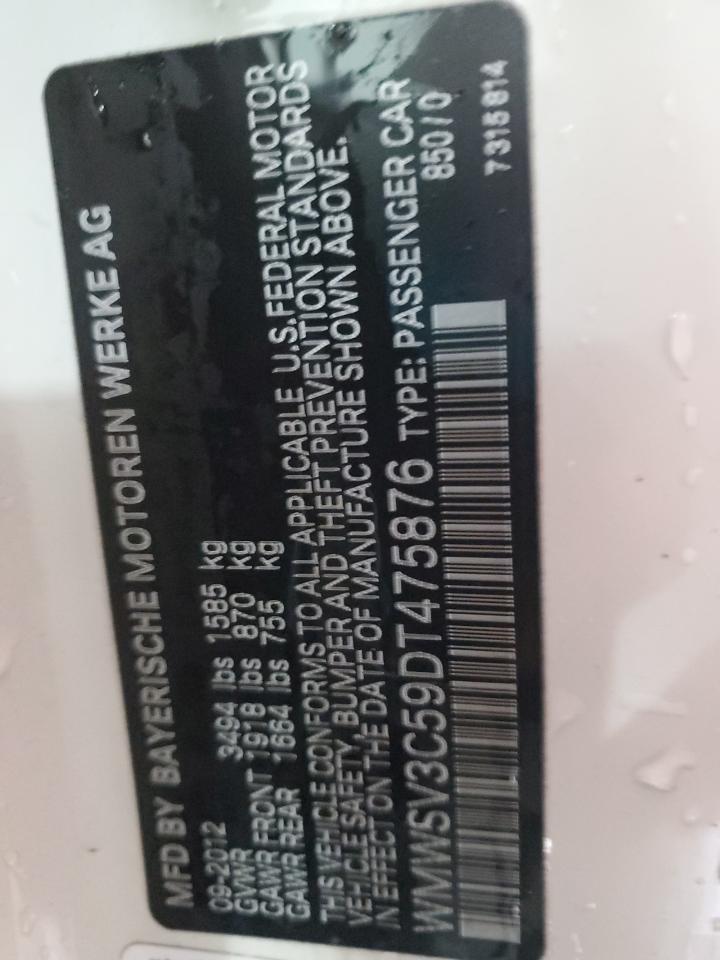 MFD BY BAYERISCHE MOTOREN WERKE AG
09-2012
GVWR 3494 lbs 1585 kg
GAWR FRONT 1918 lbs 870 kg
GAWR REAR 1664 lbs 755 kg
THIS VEHICLE CONFORMS TO ALL APPLICABLE U.S. FEDERAL MOTOR
VEHICLE SAFETY, BUMPER AND THEFT PREVENTION STANDARDS
IN EFFECT ON THE DATE OF MANUFACTURE SHOWN ABOVE.
WMWSV3C59DT475876 TYPE: PASSENGER CAR
850/0
7315814